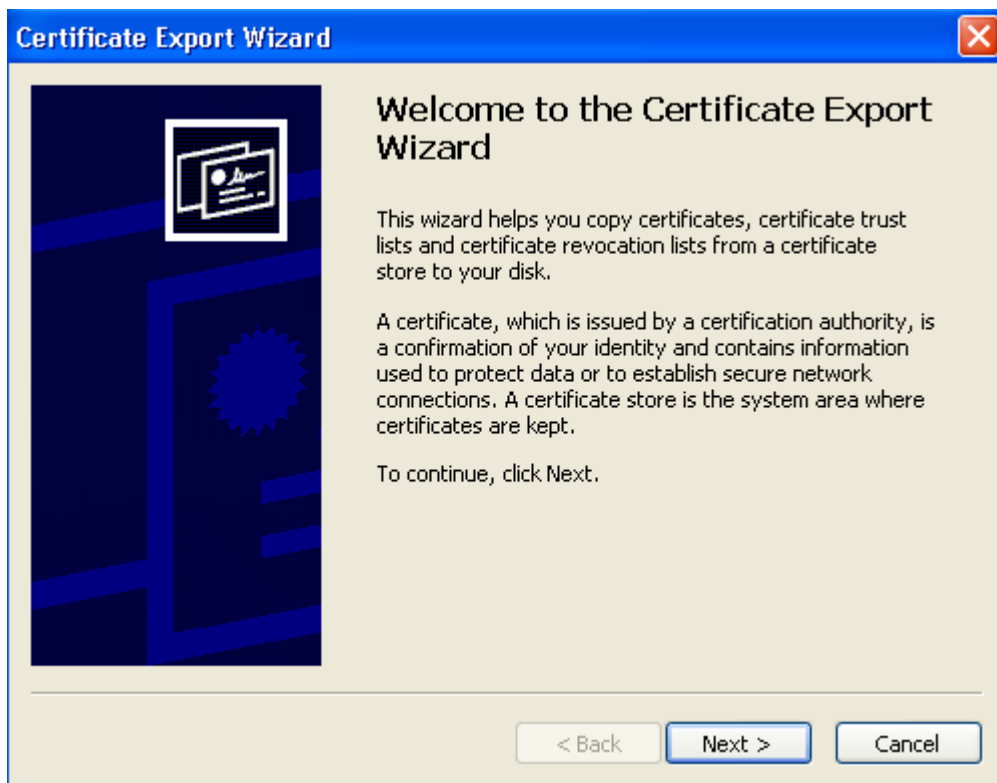 Certificate Export Wizard
Welcome to the Certificate Export
Wizard
This wizard helps you copy certificates, certificate trust
lists and certificate revocation lists from a certificate
store to your disk.
A certificate, which is issued by a certification authority, is
a confirmation of your identity and contains information
used to protect data or to establish secure network
connections. A certificate store is the system area where
certificates are kept.
To continue, click Next.
< Back Next > Cancel